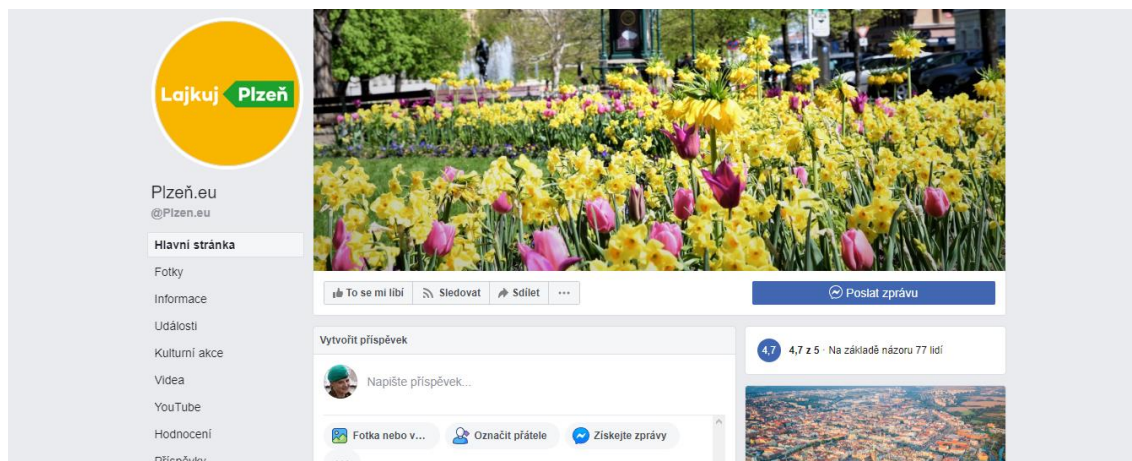 Lajkuj Plzeň
Plzeň.eu
@Plzen.eu
Hlavní stránka
Fotky
Informace
Události
Kulturní akce
Videa
YouTube
Hodnocení
Příspěvky
To se mi líbí Sledovat Sdílet ...
Poslat zprávu
Vytvořit příspěvek
Napište příspěvek...
Fotka nebo v... Označit přátele Získejte zprávy
4,7 4,7 z 5 · Na základě názoru 77 lidí